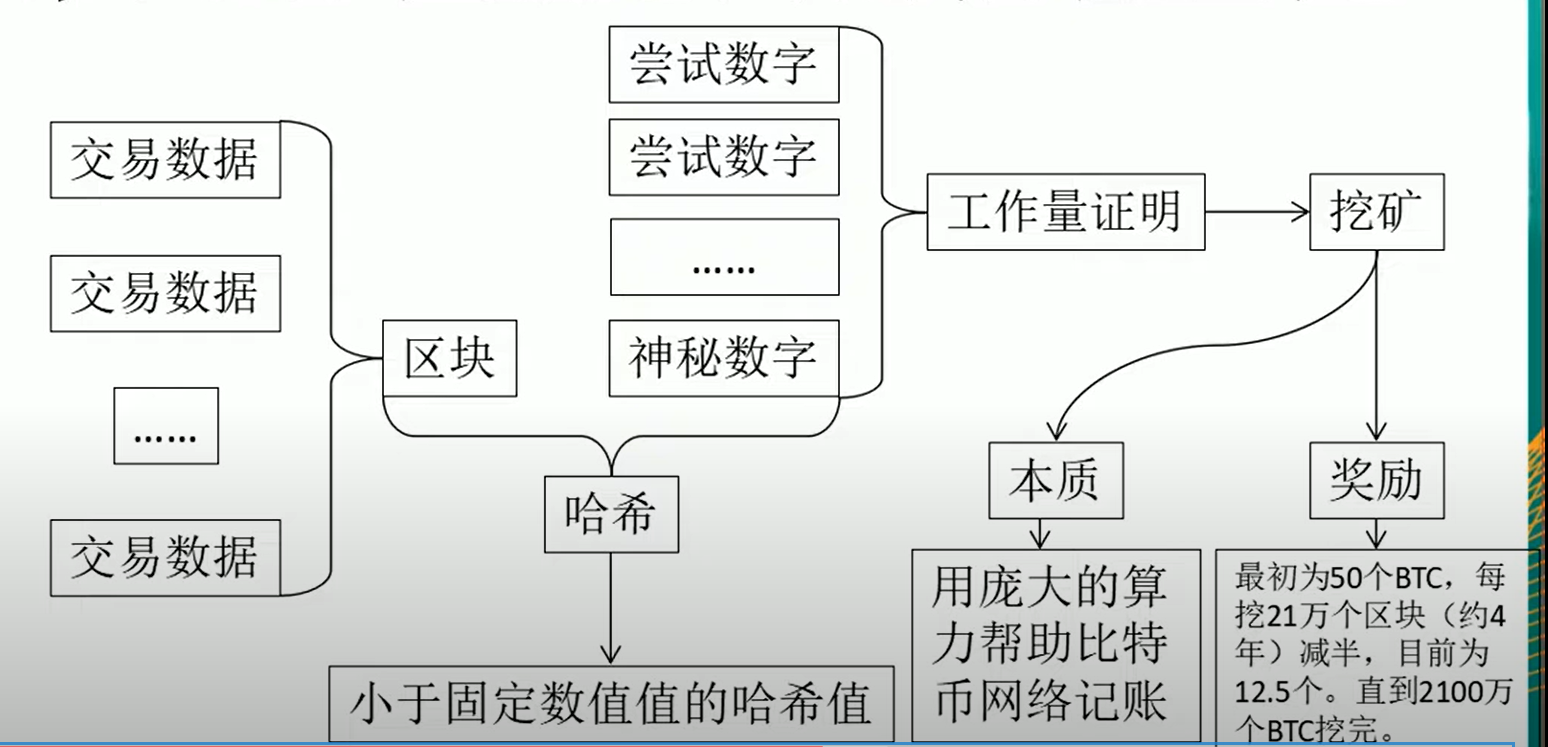 交易数据
交易数据
……
交易数据
区块
尝试数字
尝试数字
……
神秘数字
哈希
小于固定数值值的哈希值
工作量证明
挖矿
本质
用庞大的算
力帮助比特
币网络记账
奖励
最初为50个BTC，每
挖21万个区块（约4
年）减半，目前为
12.5个。直到2100万
个BTC挖完。